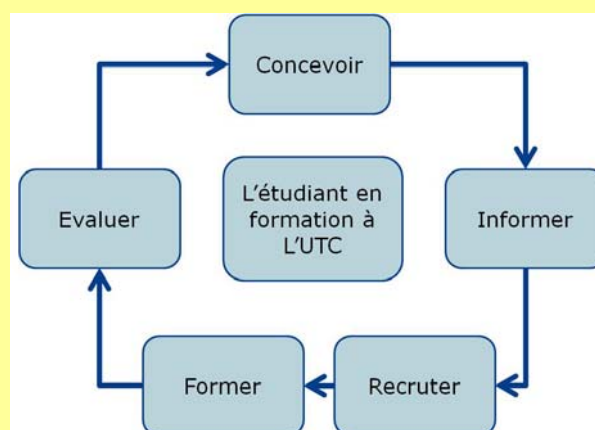 Concevoir
Evaluer
L'étudiant en
formation à
L'UTC
Informer
Former
Recruter